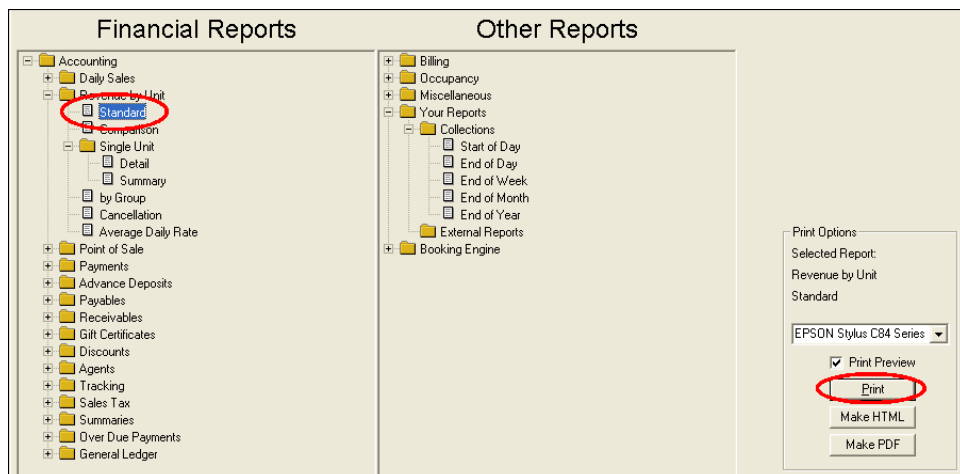 Financial Reports
Accounting
Daily Sales
Revenue by Unit
Standard
Comparison
Single Unit
Detail
Summary
by Group
Cancellation
Average Daily Rate
Point of Sale
Payments
Advance Deposits
Payables
Receivables
Gift Certificates
Discounts
Agents
Tracking
Sales Tax
Summaries
Over Due Payments
General Ledger
Other Reports
Billing
Occupancy
Miscellaneous
Your Reports
Collections
Start of Day
End of Day
End of Week
End of Month
End of Year
External Reports
Booking Engine
Print Options
Selected Report:
Revenue by Unit
Standard
EPSON Stylus C84 Series
Print Preview
Print
Make HTML
Make PDF